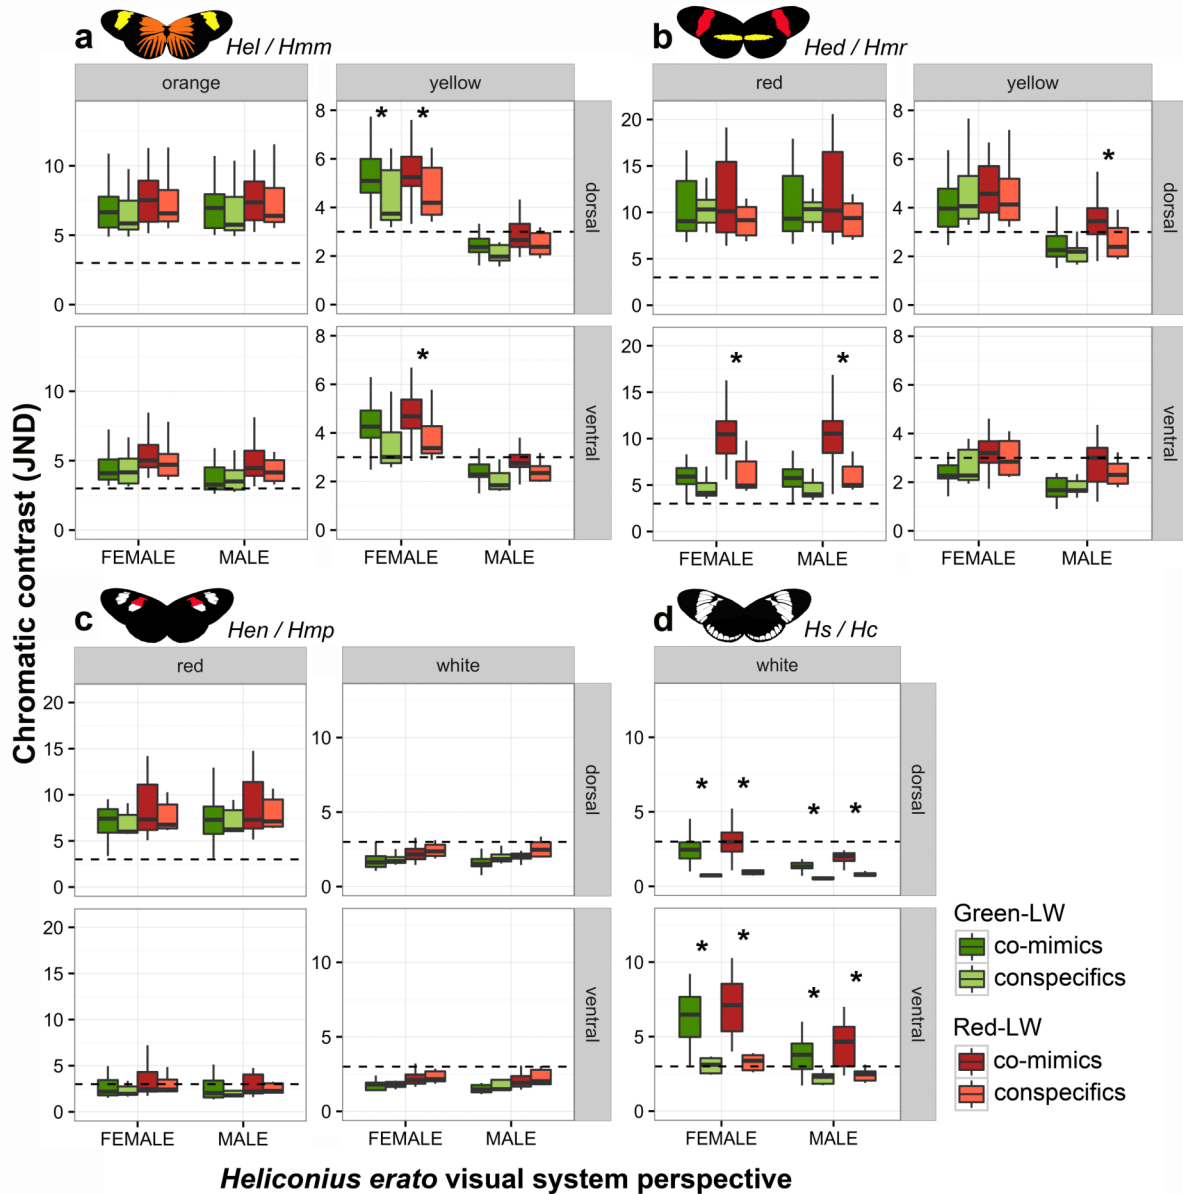 a Hel / Hmm
b Hed / Hmr
orange yellow
red yellow
8
6
4
2
0
10
5
0
* *
dorsal
20
15
10
5
0
8
6
4
2
0
*
dorsal
10
5
0
8
6
4
2
0
*
ventral
20
15
10
5
0
* *
8
6
4
2
0
ventral
FEMALE MALE
FEMALE MALE
FEMALE MALE
FEMALE MALE
Chromatic contrast (JND)
c Hen / Hmp
d Hs / Hc
red white
white
20
15
10
5
0
10
5
0
dorsal
10
5
0
* * * *
dorsal
20
15
10
5
0
10
5
0
ventral
10
5
0
* * * *
ventral
FEMALE MALE
FEMALE MALE
FEMALE MALE
Green-LW
co-mimics
conspecifics
Red-LW
co-mimics
conspecifics
Heliconius erato visual system perspective